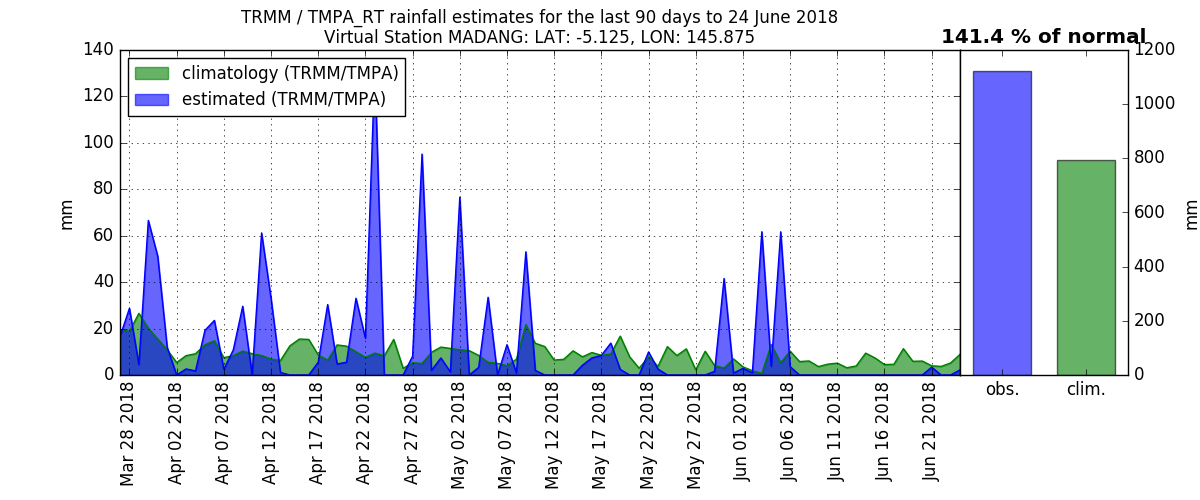 TRMM / TMPA_RT rainfall estimates for the last 90 days to 24 June 2018
Virtual Station MADANG: LAT: -5.125, LON: 145.875
141.4 % of normal
climatology (TRMM/TMPA)
estimated (TRMM/TMPA)
140
120
100
80
60
40
20
0
mm
Mar 28 2018
Apr 02 2018
Apr 07 2018
Apr 12 2018
Apr 17 2018
Apr 22 2018
Apr 27 2018
May 02 2018
May 07 2018
May 12 2018
May 17 2018
May 22 2018
May 27 2018
Jun 01 2018
Jun 06 2018
Jun 11 2018
Jun 16 2018
Jun 21 2018
obs.
clim.
1200
1000
800
600
400
200
0
mm